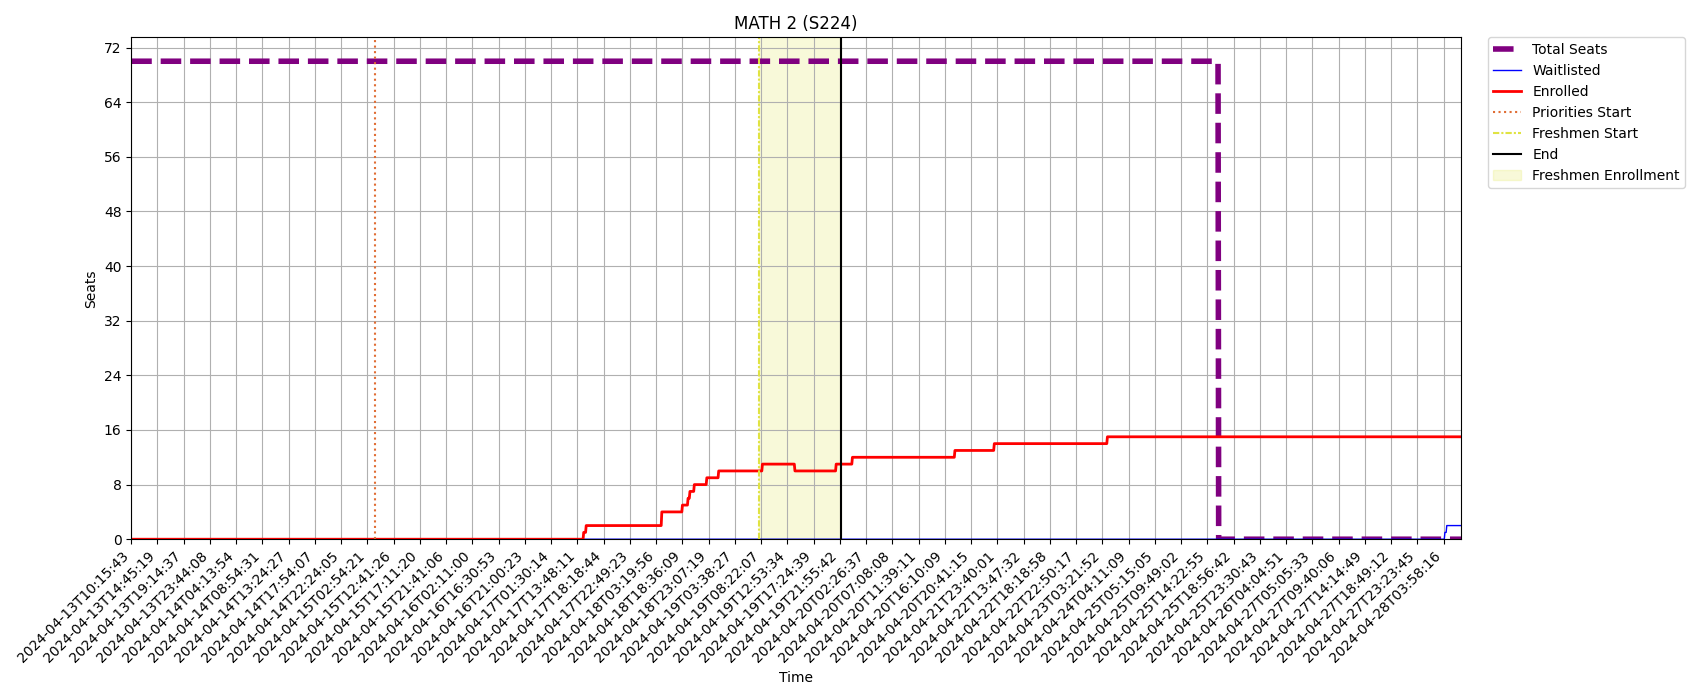 MATH 2 (S224)
Total Seats
Waitlisted
Enrolled
Priorities Start
Freshmen Start
End
Freshmen Enrollment
Seats
72
64
56
48
40
32
24
16
8
0
2024-04-13T10:15:43
2024-04-13T14:45:19
2024-04-13T19:14:37
2024-04-13T23:44:08
2024-04-14T04:13:54
2024-04-14T08:54:31
2024-04-14T13:24:27
2024-04-14T17:54:07
2024-04-14T22:24:05
2024-04-15T02:54:21
2024-04-15T12:41:26
2024-04-15T17:11:20
2024-04-15T21:41:06
2024-04-16T02:11:00
2024-04-16T16:30:53
2024-04-16T21:00:23
2024-04-17T01:30:14
2024-04-17T13:48:11
2024-04-17T18:18:44
2024-04-17T22:49:23
2024-04-18T03:19:56
2024-04-18T18:36:09
2024-04-18T23:07:19
2024-04-19T03:38:27
2024-04-19T08:22:07
2024-04-19T12:53:34
2024-04-19T17:24:39
2024-04-19T21:55:42
2024-04-20T02:26:37
2024-04-20T07:08:08
2024-04-20T11:39:11
2024-04-20T16:10:09
2024-04-20T20:41:15
2024-04-21T23:40:01
2024-04-22T13:47:32
2024-04-22T18:18:58
2024-04-22T22:50:17
2024-04-23T03:21:52
2024-04-24T04:11:09
2024-04-25T05:15:05
2024-04-25T09:49:02
2024-04-25T14:22:55
2024-04-25T18:56:42
2024-04-25T23:30:43
2024-04-26T04:04:51
2024-04-27T05:05:33
2024-04-27T09:40:06
2024-04-27T14:14:49
2024-04-27T18:49:12
2024-04-27T23:23:45
2024-04-28T03:58:16
Time